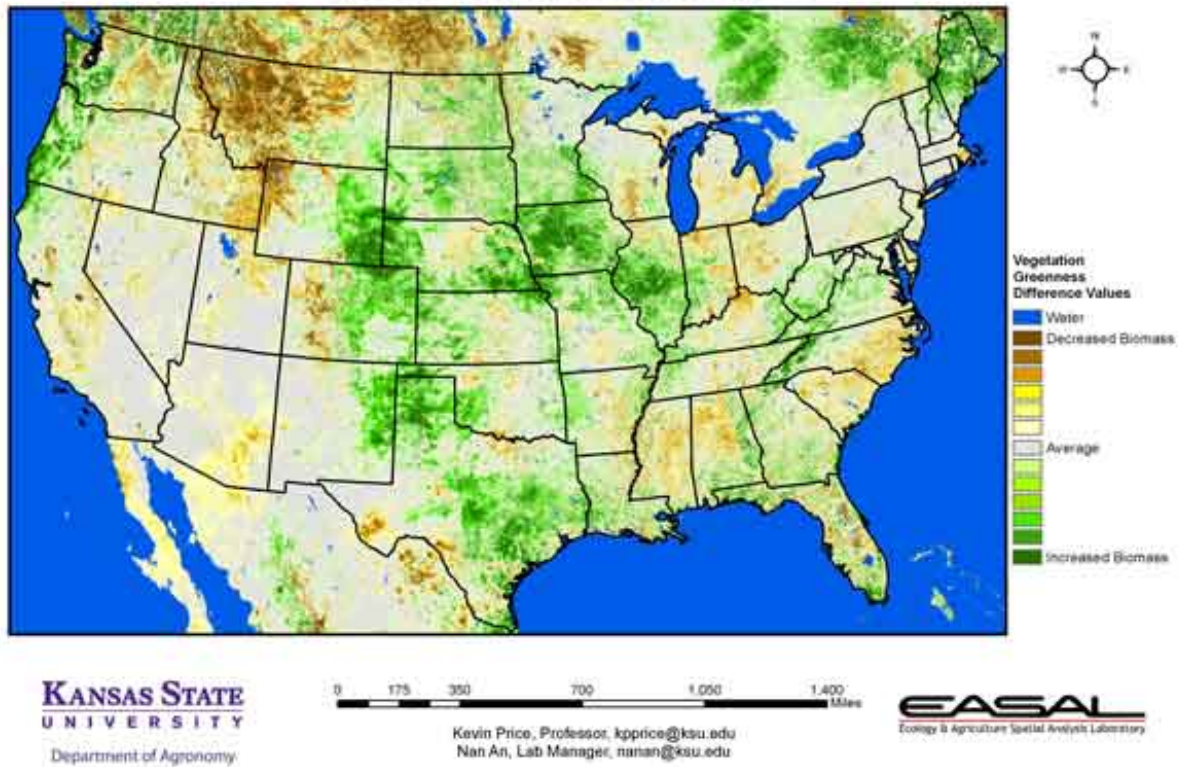 N
W E
S
Vegetation
Greenness
Difference Values
Water
Decreased Biomass
Average
Increased Biomass
KANSAS STATE
UNIVERSITY
Department of Agronomy
0 175 350 700 1,050 1,400
Miles
Kevin Price, Professor, kpprice@ksu.edu
Nan An, Lab Manager, nanan@ksu.edu
EASAL
Ecology & Agriculture Spatial Analysis Laboratory